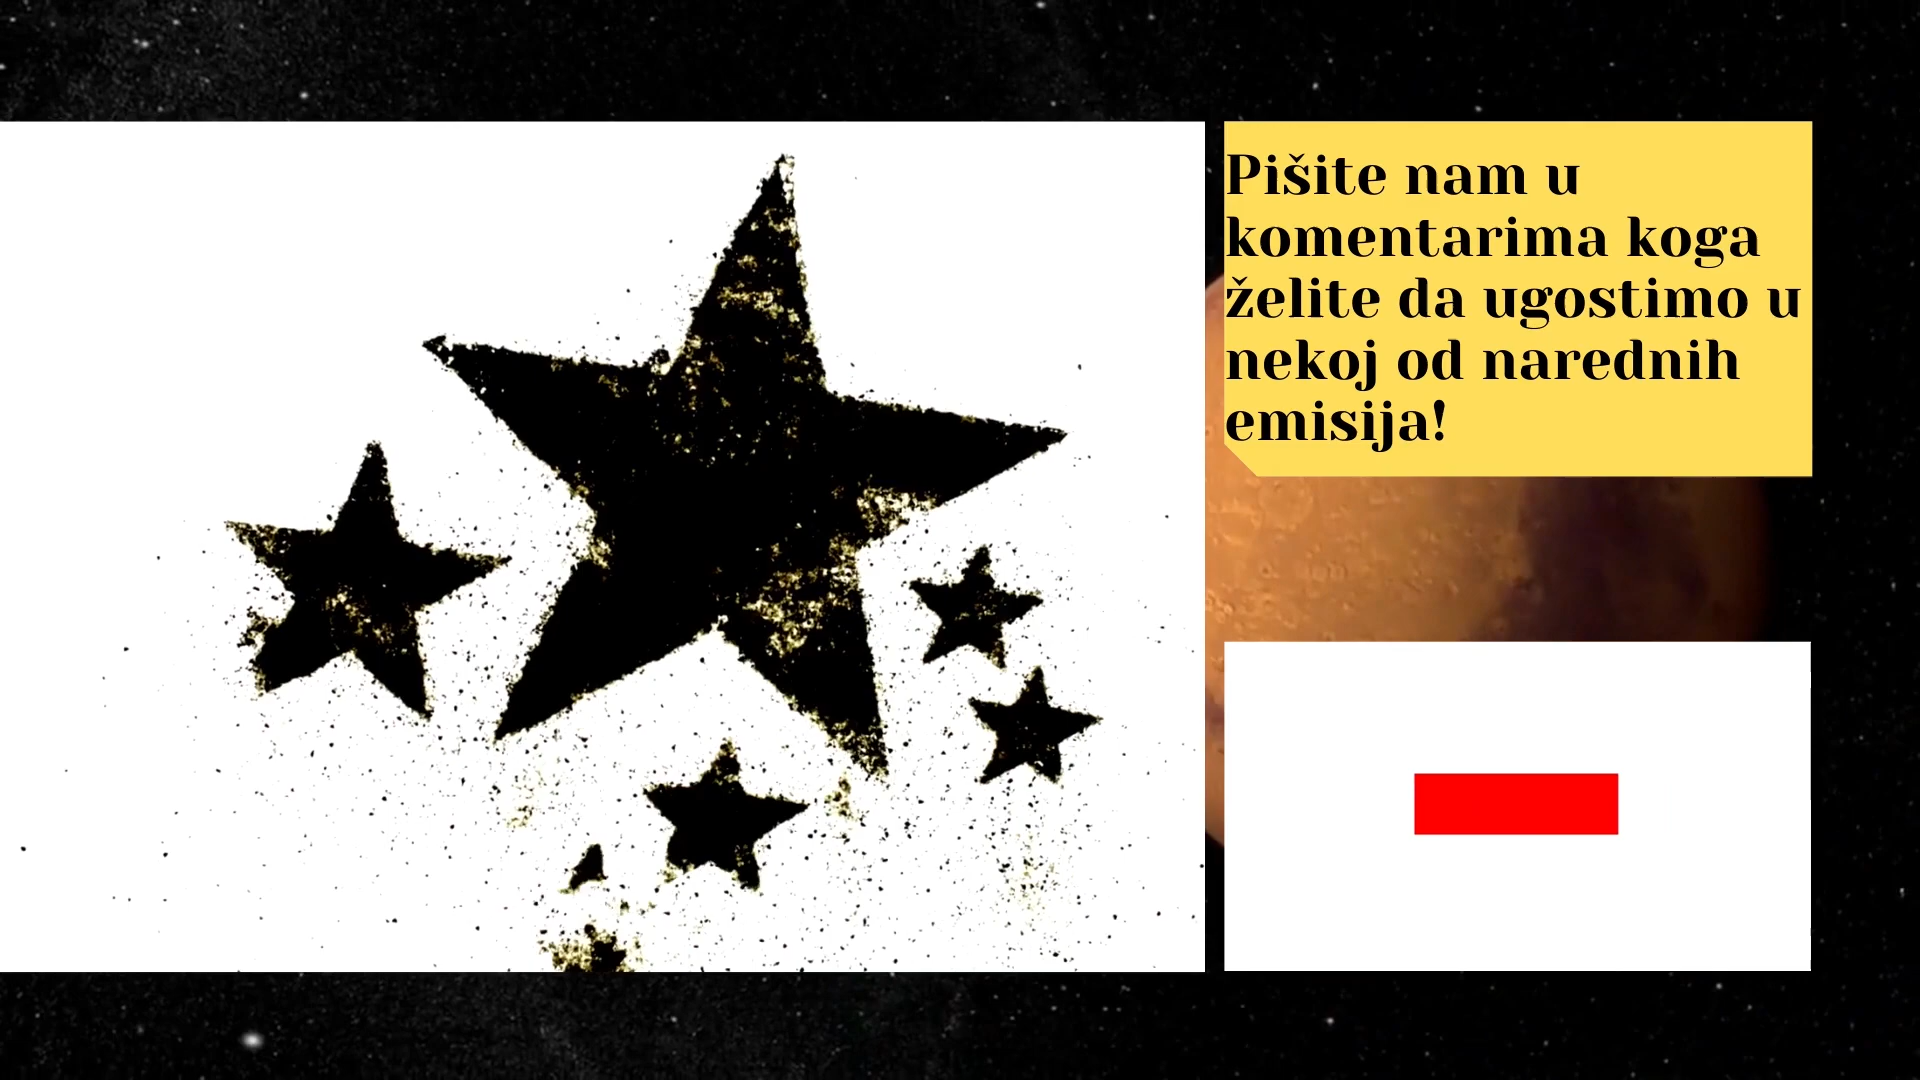 Pišite nam u
komentarima koga
želite da ugostimo u
nekoj od narednih
emisija!